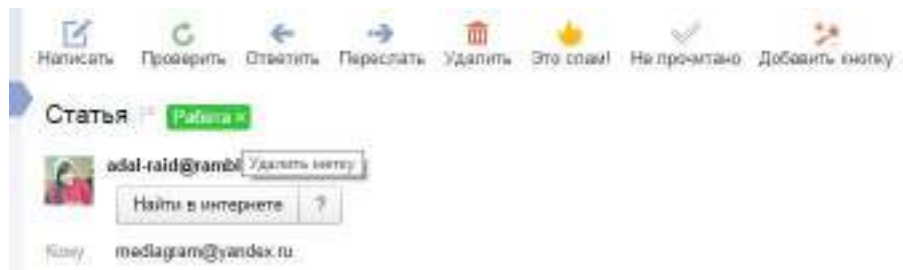 Написать Проверить Ответить Переслать Удалить Это спам! Не прочитано Добавить кнопку
Статья Работа ×
adal-raid@rambl Удалить метку
Найти в интернете ?
Кому mediagram@yandex.ru